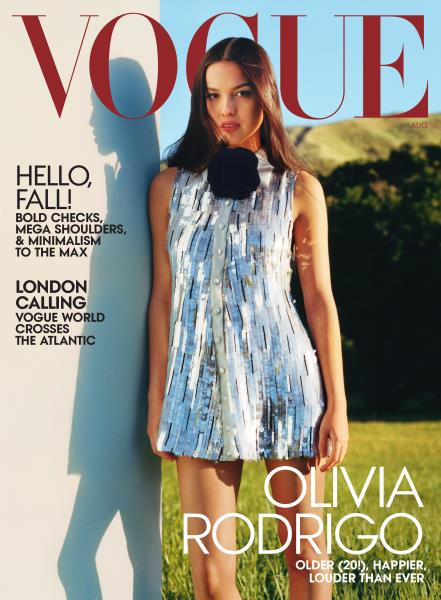 VOGUE
AUG
HELLO,
FALL!
BOLD CHECKS,
MEGA SHOULDERS,
& MINIMALISM
TO THE MAX
LONDON
CALLING
VOGUE WORLD
CROSSES
THE ATLANTIC
OLIVIA
RODRIGO
OLDER (20!), HAPPIER,
LOUDER THAN EVER